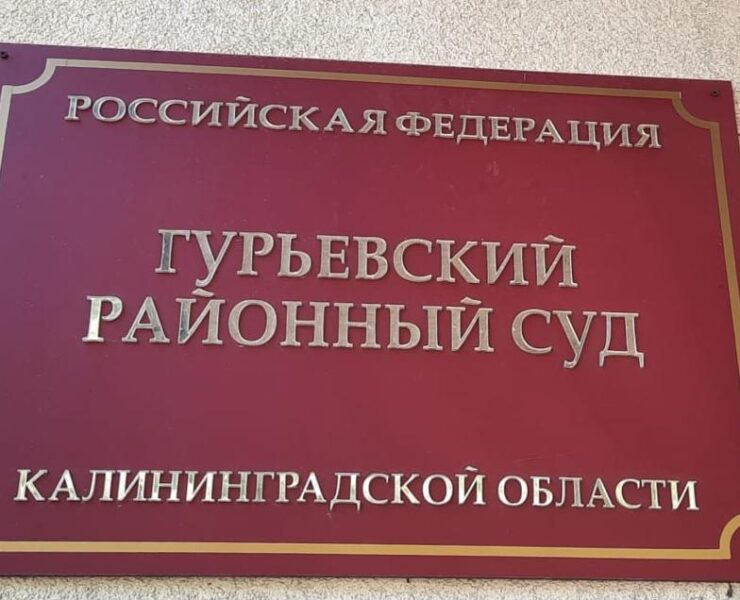 РОССИЙСКАЯ ФЕДЕРАЦИЯ
ГУРЬЕВСКИЙ
РАЙОННЫЙ СУД
КАЛИНИНГРАДСКОЙ ОБЛАСТИ